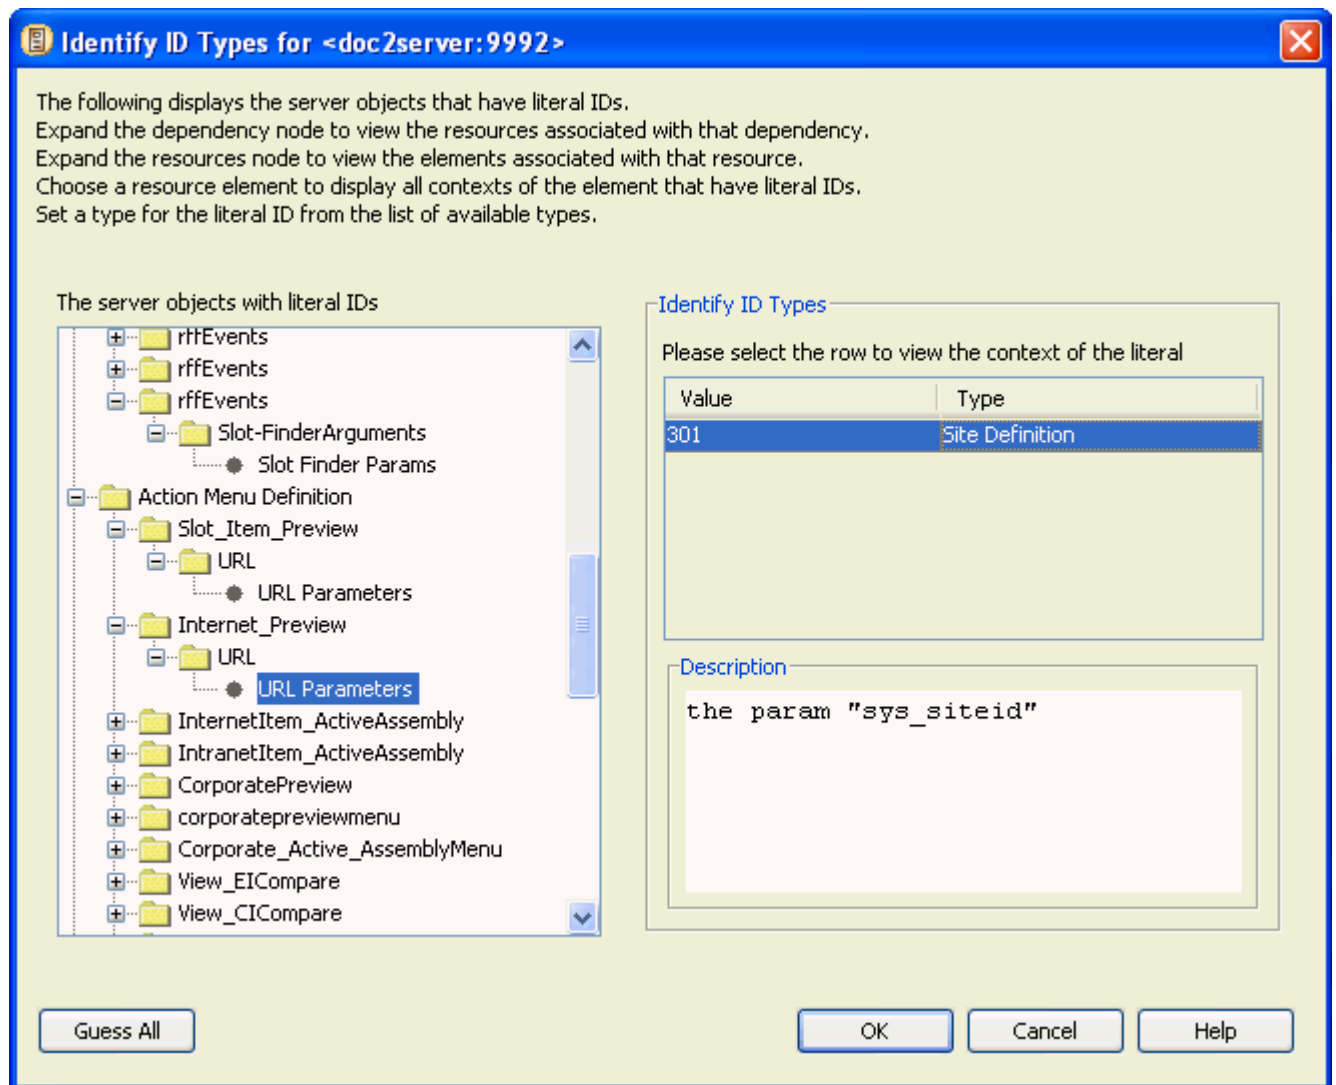 Identify ID Types for <doc2server:9992>
The following displays the server objects that have literal IDs.
Expand the dependency node to view the resources associated with that dependency.
Expand the resources node to view the elements associated with that resource.
Choose a resource element to display all contexts of the element that have literal IDs.
Set a type for the literal ID from the list of available types.
The server objects with literal IDs
rffEvents
rffEvents
rffEvents
Slot-FinderArguments
Slot Finder Params
Action Menu Definition
Slot_Item_Preview
URL
URL Parameters
Internet_Preview
URL
URL Parameters
InternetItem_ActiveAssembly
IntranetItem_ActiveAssembly
CorporatePreview
corporatepreviewmenu
Corporate_Active_AssemblyMenu
View_EICompare
View_CICompare
Identify ID Types
Please select the row to view the context of the literal
Value Type
301 Site Definition
Description
the param "sys_siteid"
Guess All OK Cancel Help